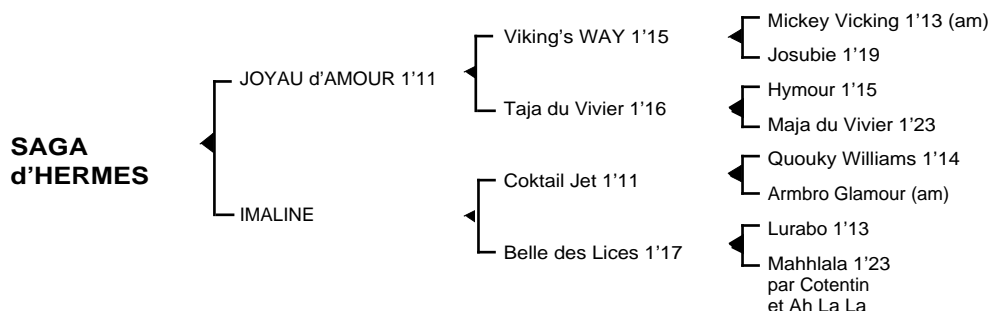 SAGA
d'HERMES
JOYAU d'AMOUR 1'11
IMALINE
Viking's WAY 1'15
Taja du Vivier 1'16
Coktail Jet 1'11
Belle des Lices 1'17
Mickey Vicking 1'13 (am)
Josubie 1'19
Hymour 1'15
Maja du Vivier 1'23
Quouky Williams 1'14
Armbro Glamour (am)
Lurabo 1'13
Mahhlala 1'23
par Cotentin
et Ah La La